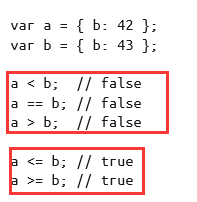 var a = { b: 42 };
var b = { b: 43 };
a < b;  // false
a == b; // false
a > b;  // false
a <= b; // true
a >= b; // true